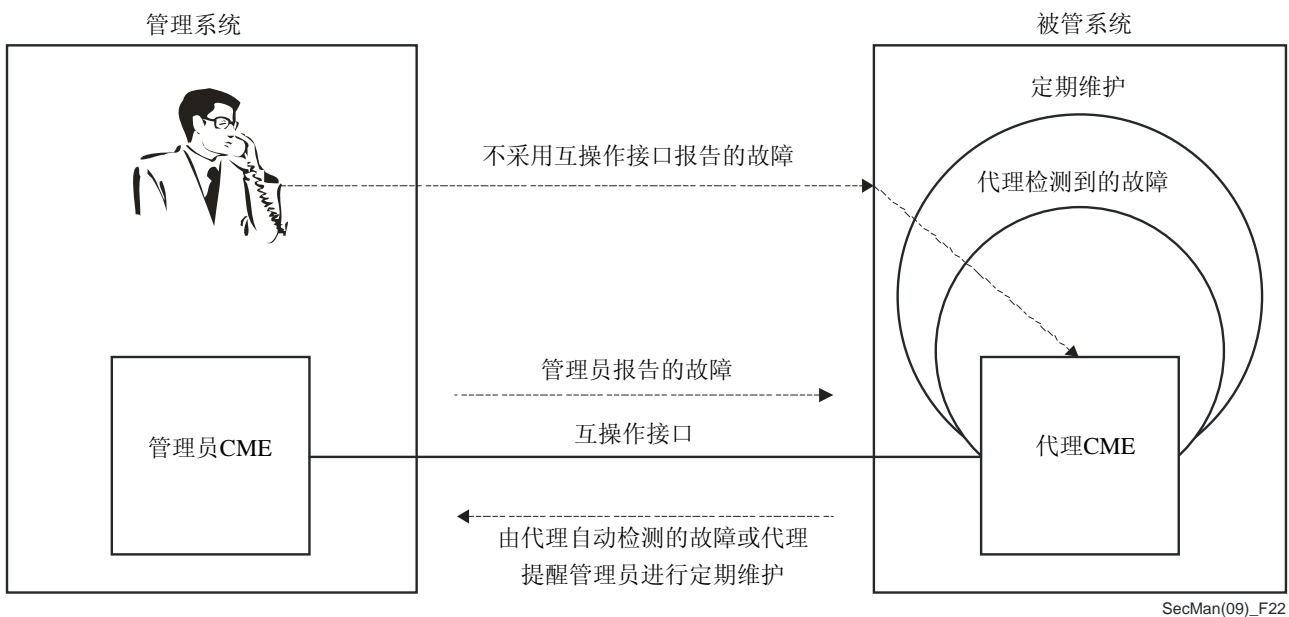 管理系统
被管系统
定期维护
不采用互操作接口报告的故障
代理检测到的故障
管理员报告的故障
互操作接口
管理员CME
代理CME
由代理自动检测的故障或代理
提醒管理员进行定期维护
SecMan(09)_F22